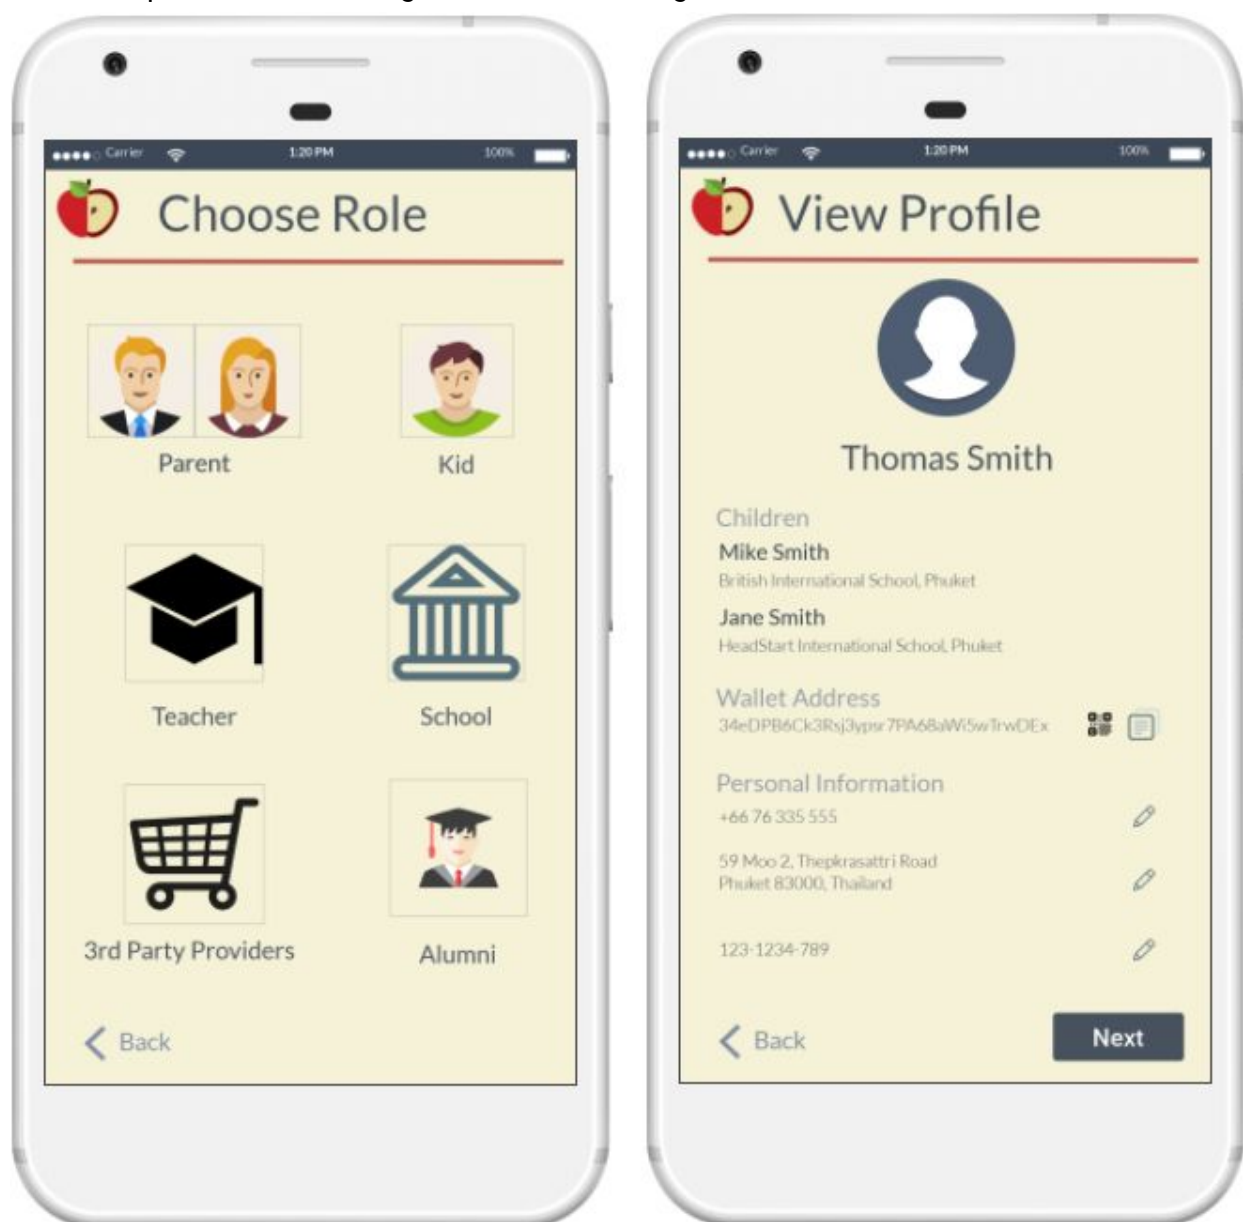 Carrier
1:20 PM
100%
Choose Role
Parent
Kid
Teacher
School
3rd Party Providers
Alumni
Back
Carrier
1:20 PM
100%
View Profile
Thomas Smith
Children
Mike Smith
British International School, Phuket
Jane Smith
HeadStart International School, Phuket
Wallet Address
34eDPB6Ck3Rsj3ypsr7PA68aWi5wTrwDEx
Personal Information
+66 76 335 555
59 Moo 2, Thepkrasattri Road
Phuket 83000, Thailand
123-1234-789
Back
Next